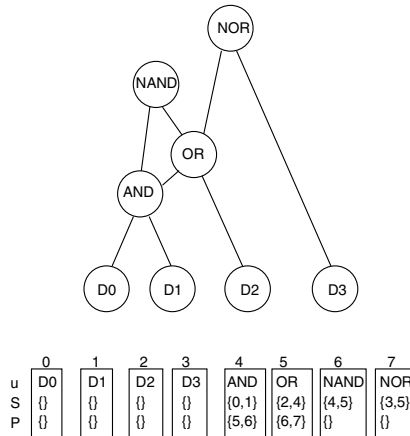 NOR
NAND
OR
AND
D0 D1 D2 D3
0 1 2 3 4 5 6 7
u D0 D1 D2 D3 AND OR NAND NOR
S {} {} {} {} {0,1} {2,4} {4,5} {3,5}
P {} {} {} {} {5,6} {6,7} {} {}